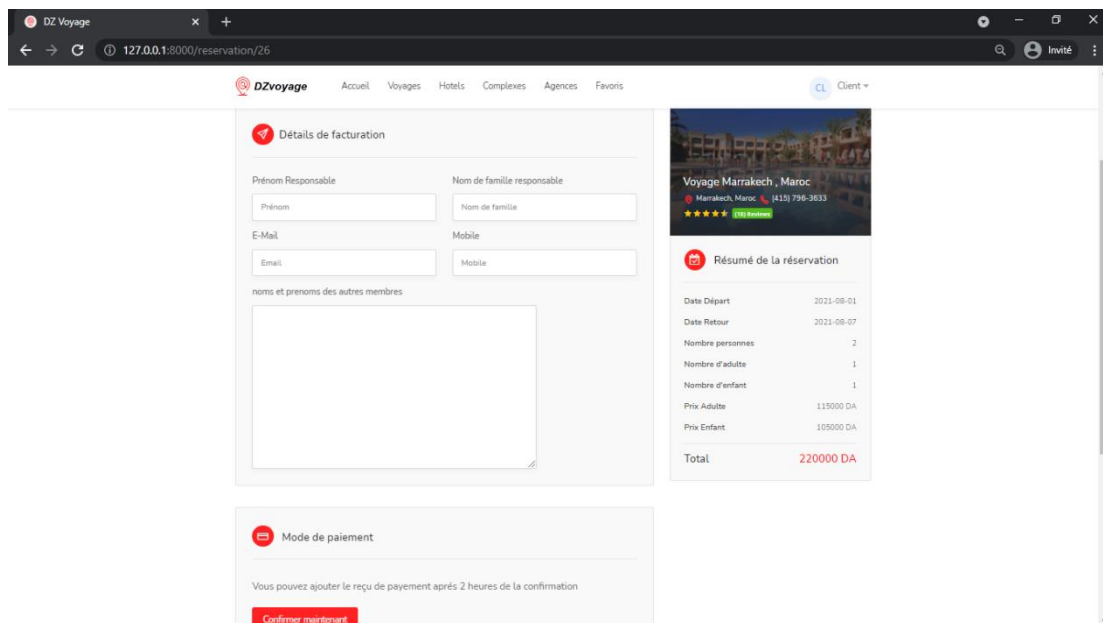 DZ Voyage
127.0.0.1:8000/reservation/26
Invité
DZvoyage Accueil Voyages Hotels Complexes Agences Favoris CL Client
Détails de facturation
Prénom Responsable Nom de famille responsable
Prénom Nom de famille
E-Mail Mobile
Email Mobile
noms et prenoms des autres membres
Voyage Marrakech , Maroc
Marrakech, Maroc (415) 796-3633
(18) Reviews
Résumé de la réservation
Date Départ 2021-08-01
Date Retour 2021-08-07
Nombre personnes 2
Nombre d'adulte 1
Nombre d'enfant 1
Prix Adulte 115000 DA
Prix Enfant 105000 DA
Total 220000 DA
Mode de paiement
Vous pouvez ajouter le reçu de payement aprés 2 heures de la confirmation
Confirmer maintenant